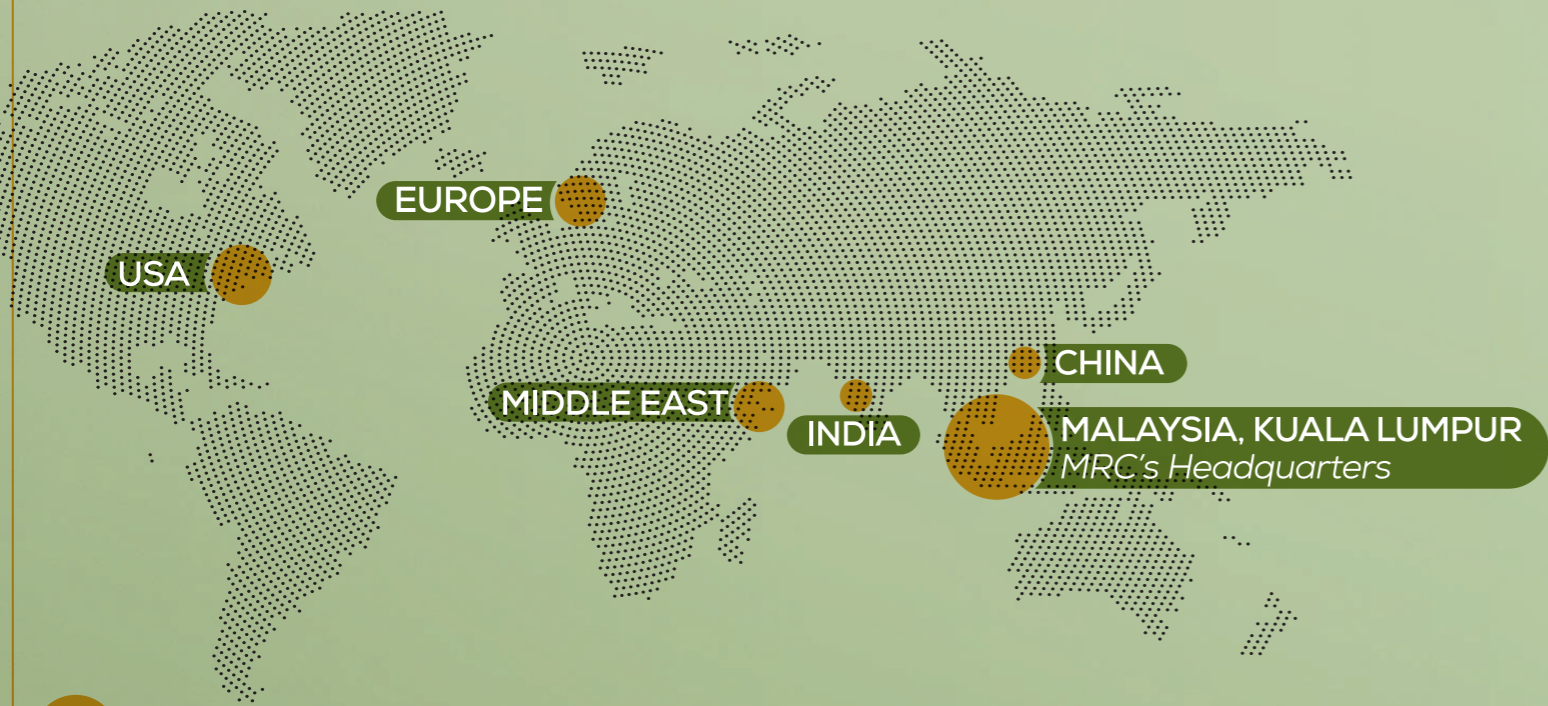 EUROPE
USA
CHINA
MIDDLE EAST
INDIA
MALAYSIA, KUALA LUMPUR
MRC's Headquarters